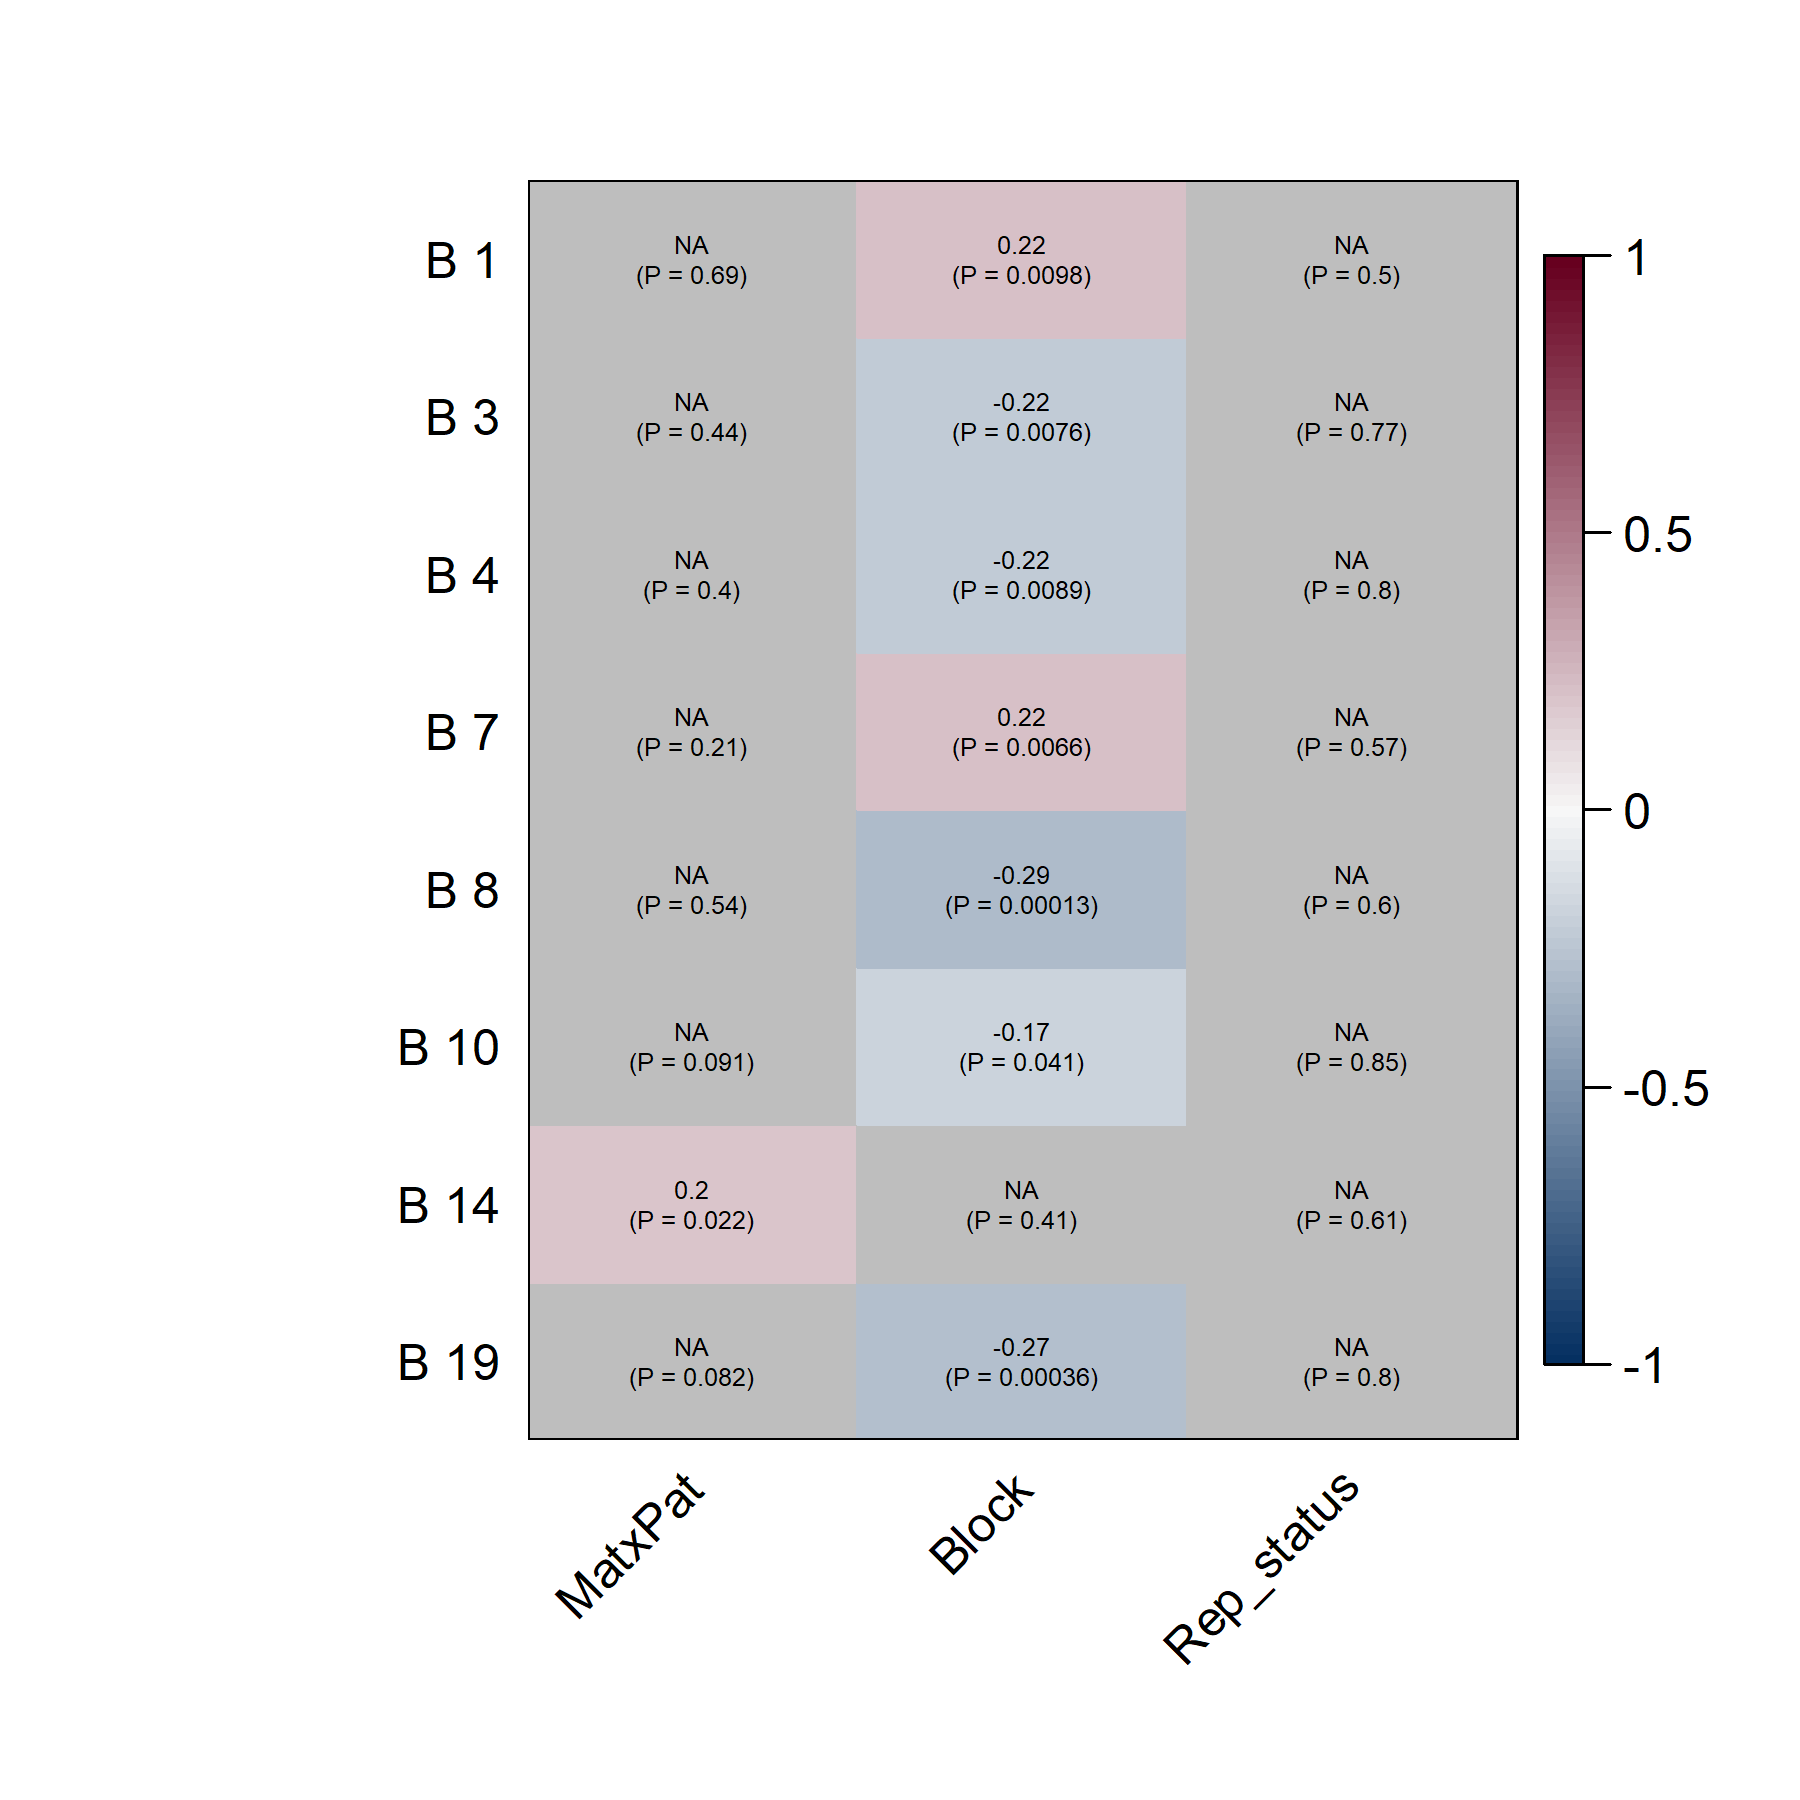 B 1
NA
(P = 0.69)
0.22
(P = 0.0098)
NA
(P = 0.5)
B 3
NA
(P = 0.44)
-0.22
(P = 0.0076)
NA
(P = 0.77)
B 4
NA
(P = 0.4)
-0.22
(P = 0.0089)
NA
(P = 0.8)
B 7
NA
(P = 0.21)
0.22
(P = 0.0066)
NA
(P = 0.57)
B 8
NA
(P = 0.54)
-0.29
(P = 0.00013)
NA
(P = 0.6)
B 10
NA
(P = 0.091)
-0.17
(P = 0.041)
NA
(P = 0.85)
B 14
0.2
(P = 0.022)
NA
(P = 0.41)
NA
(P = 0.61)
B 19
NA
(P = 0.082)
-0.27
(P = 0.00036)
NA
(P = 0.8)
MatxPat
Block
Rep_status
1
0.5
0
-0.5
-1